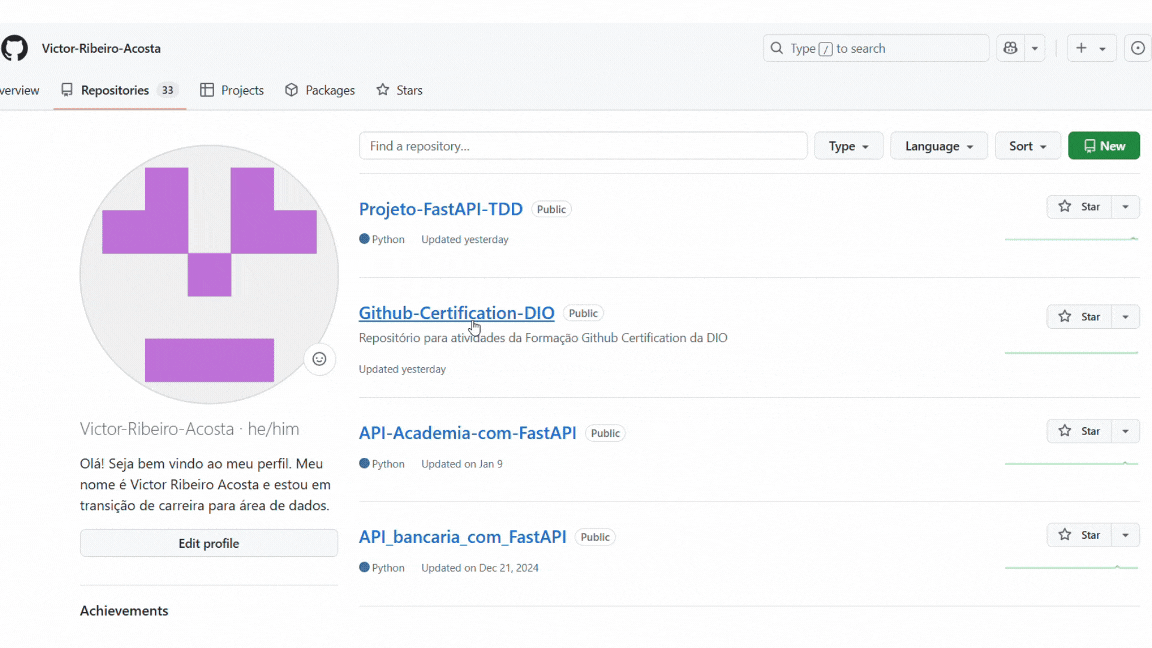 Victor-Ribeiro-Acosta
Type / to search
verview Repositories 33 Projects Packages Stars
Find a repository... Type Language Sort New
Projeto-FastAPI-TDD Public Star
Python Updated yesterday
Github-Certification-DIO Public Star
Repositório para atividades da Formação Github Certification da DIO
Updated yesterday
Victor-Ribeiro-Acosta · he/him
Olá! Seja bem vindo ao meu perfil. Meu
nome é Victor Ribeiro Acosta e estou em
transição de carreira para área de dados.
Edit profile
Achievements
API-Academia-com-FastAPI Public Star
Python Updated on Jan 9
API_bancaria_com_FastAPI Public Star
Python Updated on Dec 21, 2024